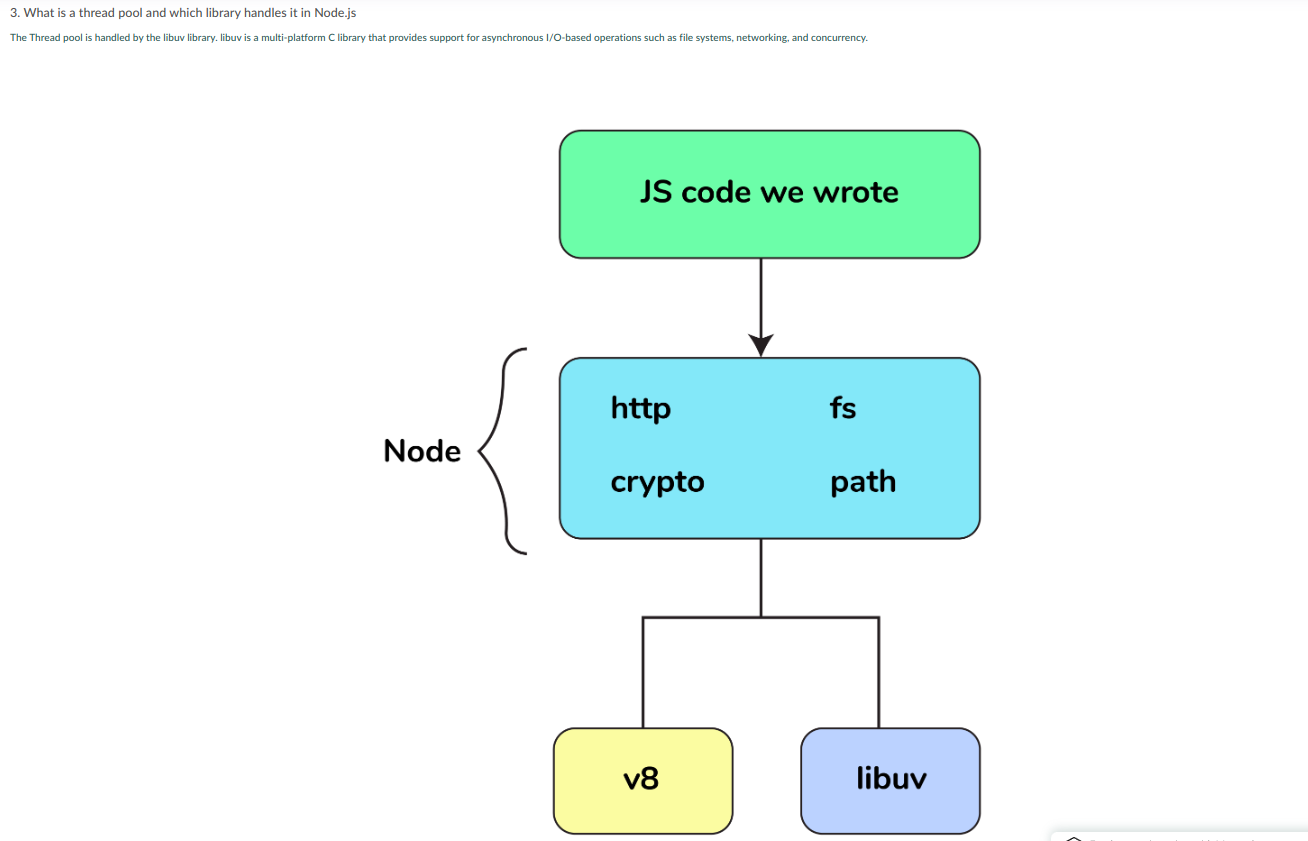 3. What is a thread pool and which library handles it in Node.js
The Thread pool is handled by the libuv library. libuv is a multi-platform C library that provides support for asynchronous I/O-based operations such as file systems, networking, and concurrency.
JS code we wrote
http fs
Node
crypto path
v8 libuv